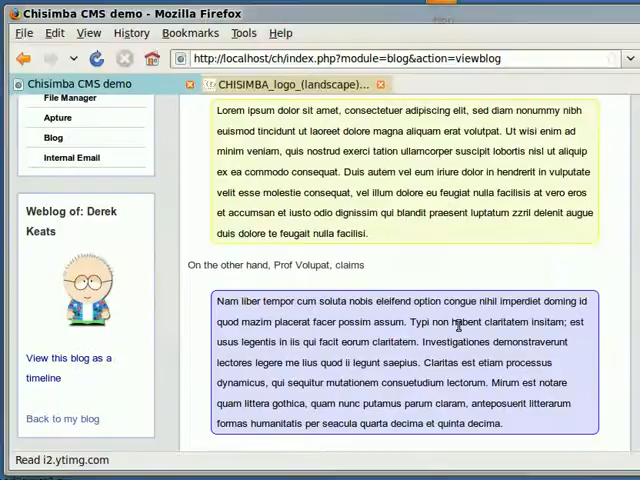 Chisimba CMS demo - Mozilla Firefox
File Edit View History Bookmarks Tools Help
http://localhost/ch/index.php?module=blog&action=viewblog
Chisimba CMS demo
CHISIMBA_logo_(landscape)...
File Manager
Apture
Blog
Internal Email
Weblog of: Derek
Keats
View this blog as a
timeline
Back to my blog
Lorem ipsum dolor sit amet, consectetuer adipiscing elit, sed diam nonummy nibh
euismod tincidunt ut laoreet dolore magna aliquam erat volutpat. Ut wisi enim ad
minim veniam, quis nostrud exerci tation ullamcorper suscipit lobortis nisl ut aliquip
ex ea commodo consequat. Duis autem vel eum iriure dolor in hendrerit in vulputate
velit esse molestie consequat, vel illum dolore eu feugiat nulla facilisis at vero eros
et accumsan et iusto odio dignissim qui blandit praesent luptatum zzril delenit augue
duis dolore te feugait nulla facilisi.
On the other hand, Prof Volupat, claims
Nam liber tempor cum soluta nobis eleifend option congue nihil imperdiet doming id
quod mazim placerat facer possim assum. Typi non habent claritatem insitam; est
usus legentis in iis qui facit eorum claritatem. Investigationes demonstraverunt
lectores legere me lius quod ii legunt saepius. Claritas est etiam processus
dynamicus, qui sequitur mutationem consuetudium lectorum. Mirum est notare
quam littera gothica, quam nunc putamus parum claram, anteposuerit litterarum
formas humanitatis per seacula quarta decima et quinta decima.
Read i2.ytimg.com